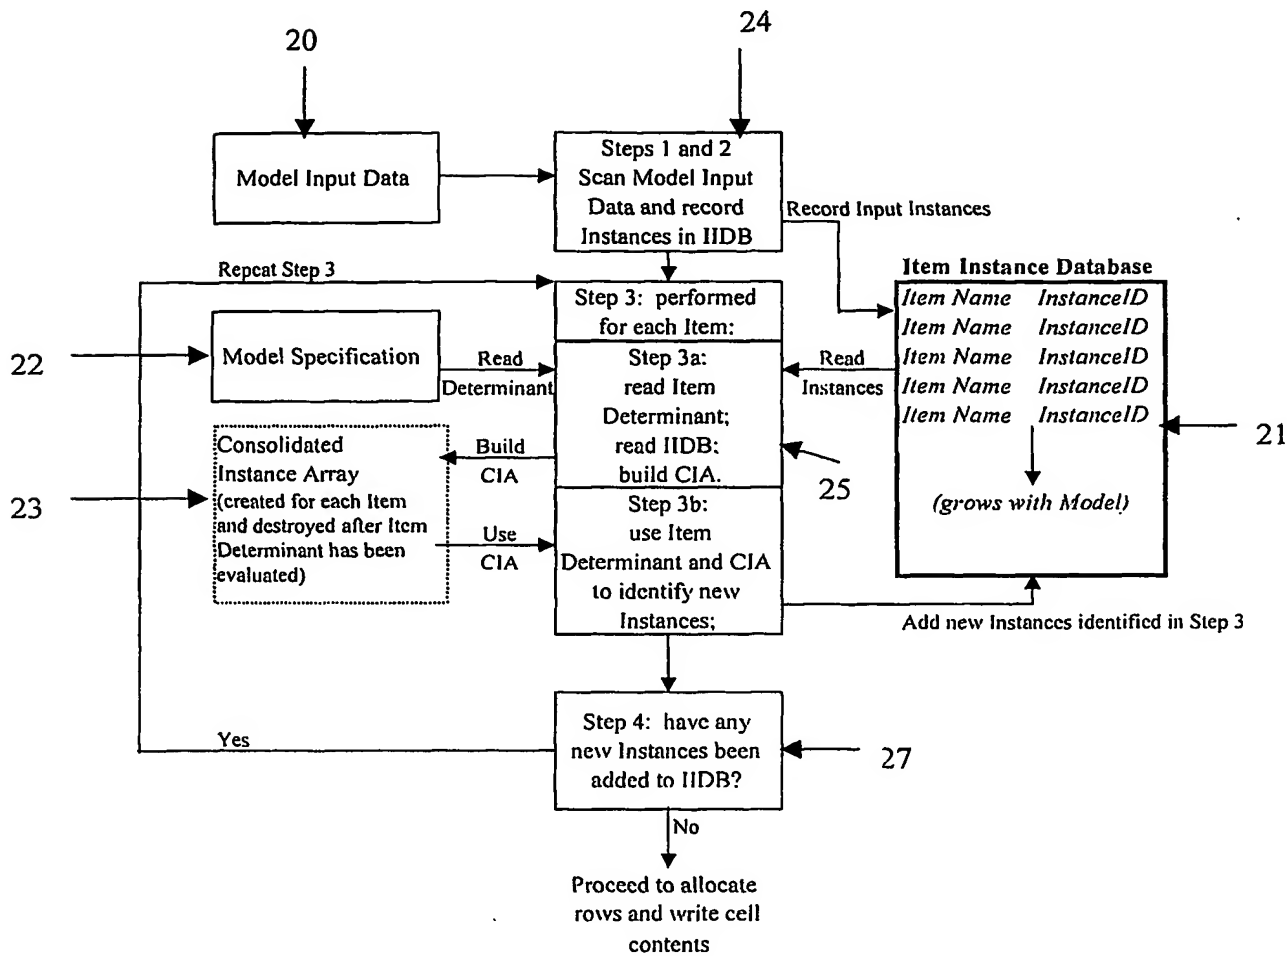 20
24
Model Input Data
Steps 1 and 2
Scan Model Input
Data and record
Instances in IIDB
Record Input Instances
Repeat Step 3
Item Instance Database
Item Name InstanceID
Item Name InstanceID
Item Name InstanceID
Item Name InstanceID
Item Name InstanceID
(grows with Model)
21
Step 3: performed
for each Item:
22
Model Specification
Read
Determinant
Step 3a:
read Item
Determinant;
read IIDB;
build CIA.
Read
Instances
25
23
Consolidated
Instance Array
(created for each Item
and destroyed after Item
Determinant has been
evaluated)
Build
CIA
Use
CIA
Step 3b:
use Item
Determinant and CIA
to identify new
Instances;
Add new Instances identified in Step 3
Yes
Step 4: have any
new Instances been
added to IIDB?
27
No
Proceed to allocate
rows and write cell
contents